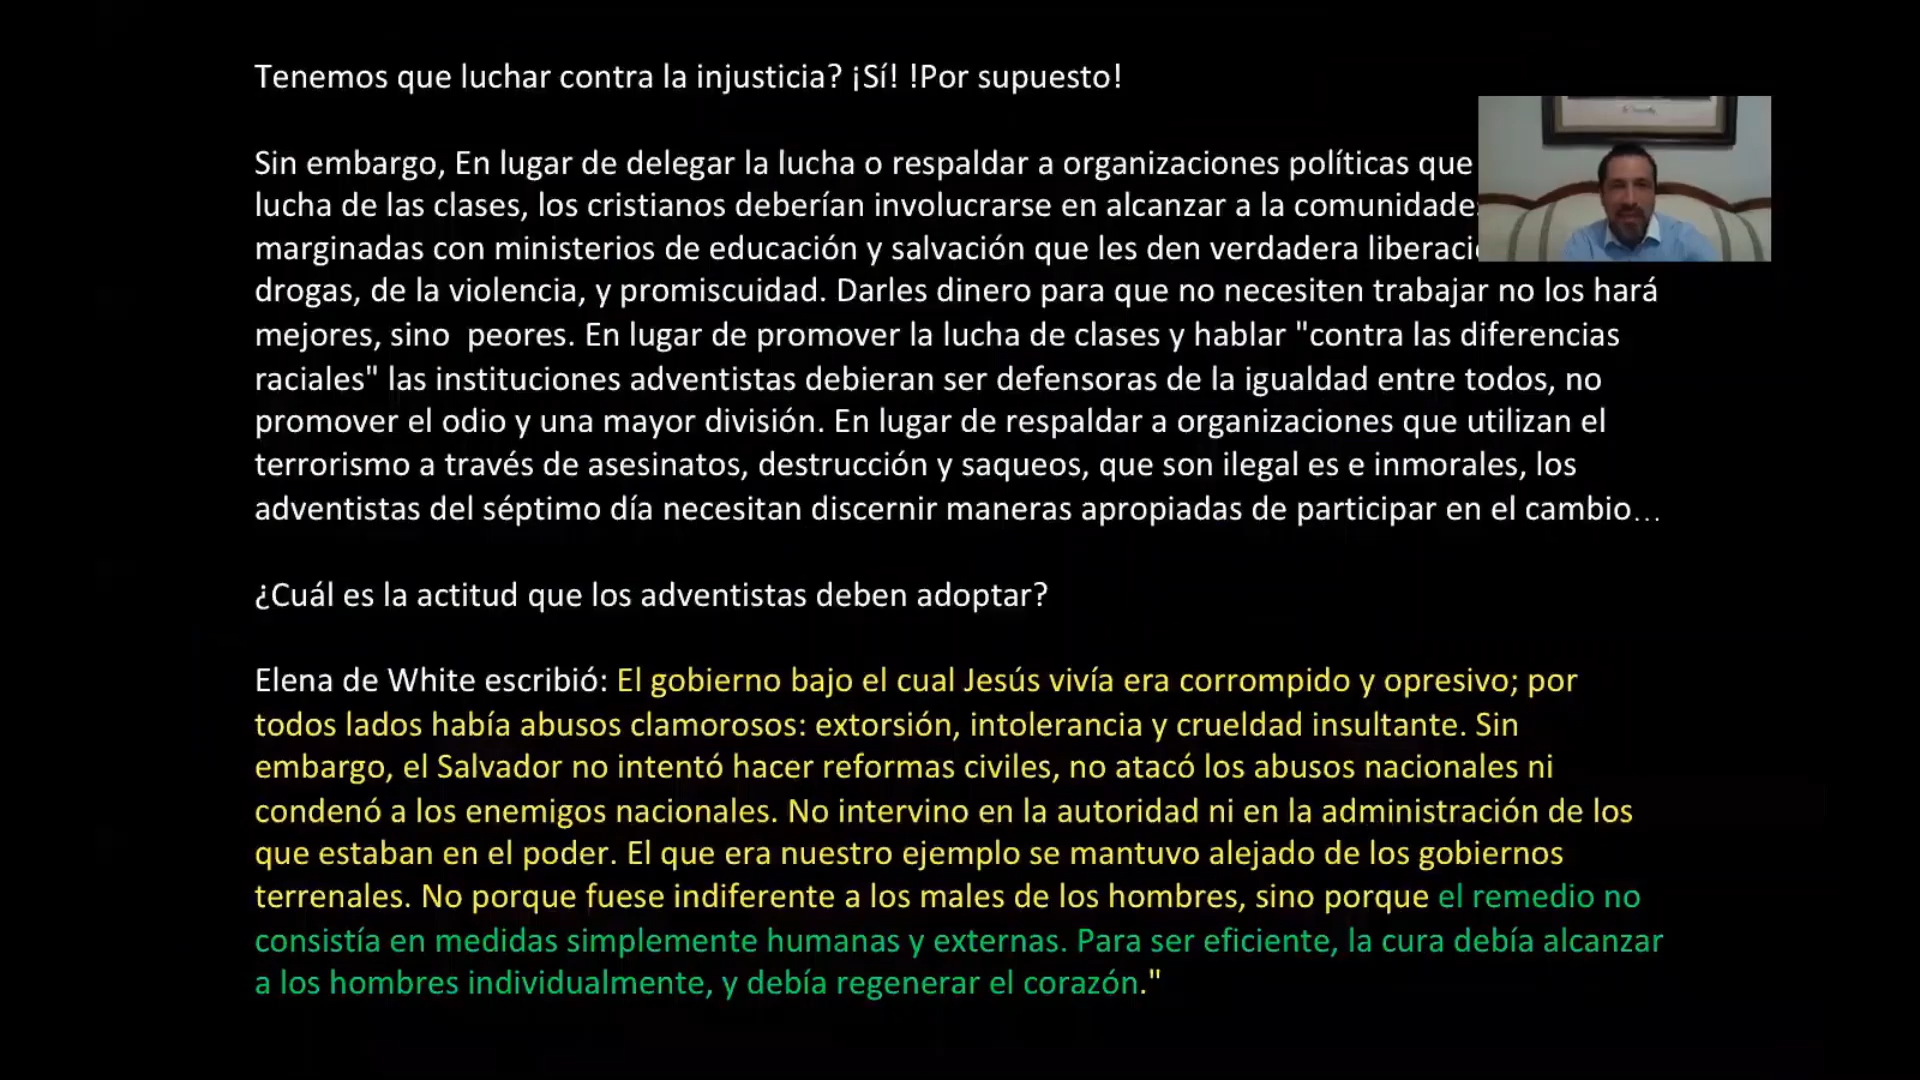 Tenemos que luchar contra la injusticia? ¡Sí! !Por supuesto!
Sin embargo, En lugar de delegar la lucha o respaldar a organizaciones políticas que
lucha de las clases, los cristianos deberían involucrarse en alcanzar a la
marginadas con ministerios de educación y salvación que les den verdadera
drogas, de la violencia, y promiscuidad. Darles dinero para que no necesiten trabajar no los hará
mejores, sino  peores. En lugar de promover la lucha de clases y hablar "contra las diferencias
raciales" las instituciones adventistas debieran ser defensoras de la igualdad entre todos, no
promover el odio y una mayor división. En lugar de respaldar a organizaciones que utilizan el
terrorismo a través de asesinatos, destrucción y saqueos, que son ilegal es e inmorales, los
adventistas del séptimo día necesitan discernir maneras apropiadas de participar en el cambio...
¿Cuál es la actitud que los adventistas deben adoptar?
Elena de White escribió: El gobierno bajo el cual Jesús vivía era corrompido y opresivo; por
todos lados había abusos clamorosos: extorsión, intolerancia y crueldad insultante. Sin
embargo, el Salvador no intentó hacer reformas civiles, no atacó los abusos nacionales ni
condenó a los enemigos nacionales. No intervino en la autoridad ni en la administración de los
que estaban en el poder. El que era nuestro ejemplo se mantuvo alejado de los gobiernos
terrenales. No porque fuese indiferente a los males de los hombres, sino porque el remedio no
consistía en medidas simplemente humanas y externas. Para ser eficiente, la cura debía alcanzar
a los hombres individualmente, y debía regenerar el corazón."